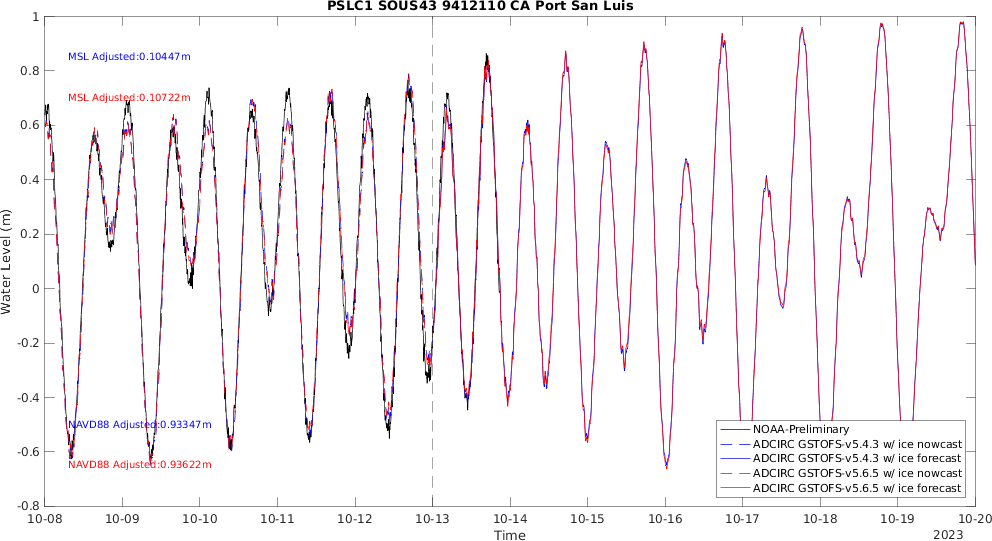 PSLC1 SOUS43 9412110 CA Port San Luis
1
0.8
0.6
0.4
0.2
0
-0.2
-0.4
-0.6
-0.8
Water Level (m)
MSL Adjusted:0.10447m
MSL Adjusted:0.10722m
NAVD88 Adjusted:0.93347m
NAVD88 Adjusted:0.93622m
NOAA-Preliminary
ADCIRC GSTOFS-v5.4.3 w/ ice nowcast
ADCIRC GSTOFS-v5.4.3 w/ ice forecast
ADCIRC GSTOFS-v5.6.5 w/ ice nowcast
ADCIRC GSTOFS-v5.6.5 w/ ice forecast
10-08 10-09 10-10 10-11 10-12 10-13 10-14 10-15 10-16 10-17 10-18 10-19 10-20
Time
2023